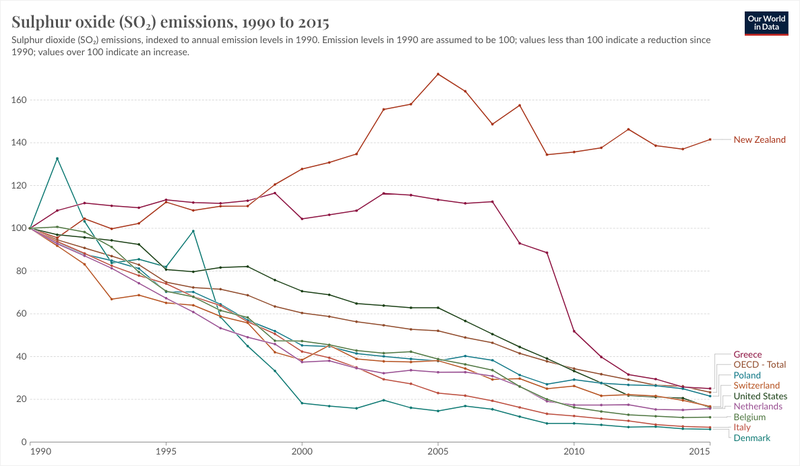 Sulphur oxide (SO₂) emissions, 1990 to 2015
Our World
in Data
Sulphur dioxide (SO₂) emissions, indexed to annual emission levels in 1990. Emission levels in 1990 are assumed to be 100; values less than 100 indicate a reduction since
1990; values over 100 indicate an increase.
160
140
120
100
80
60
40
20
0
1990
1995
2000
2005
2010
2015
New Zealand
Greece
OECD - Total
Poland
Switzerland
United States
Netherlands
Belgium
Italy
Denmark